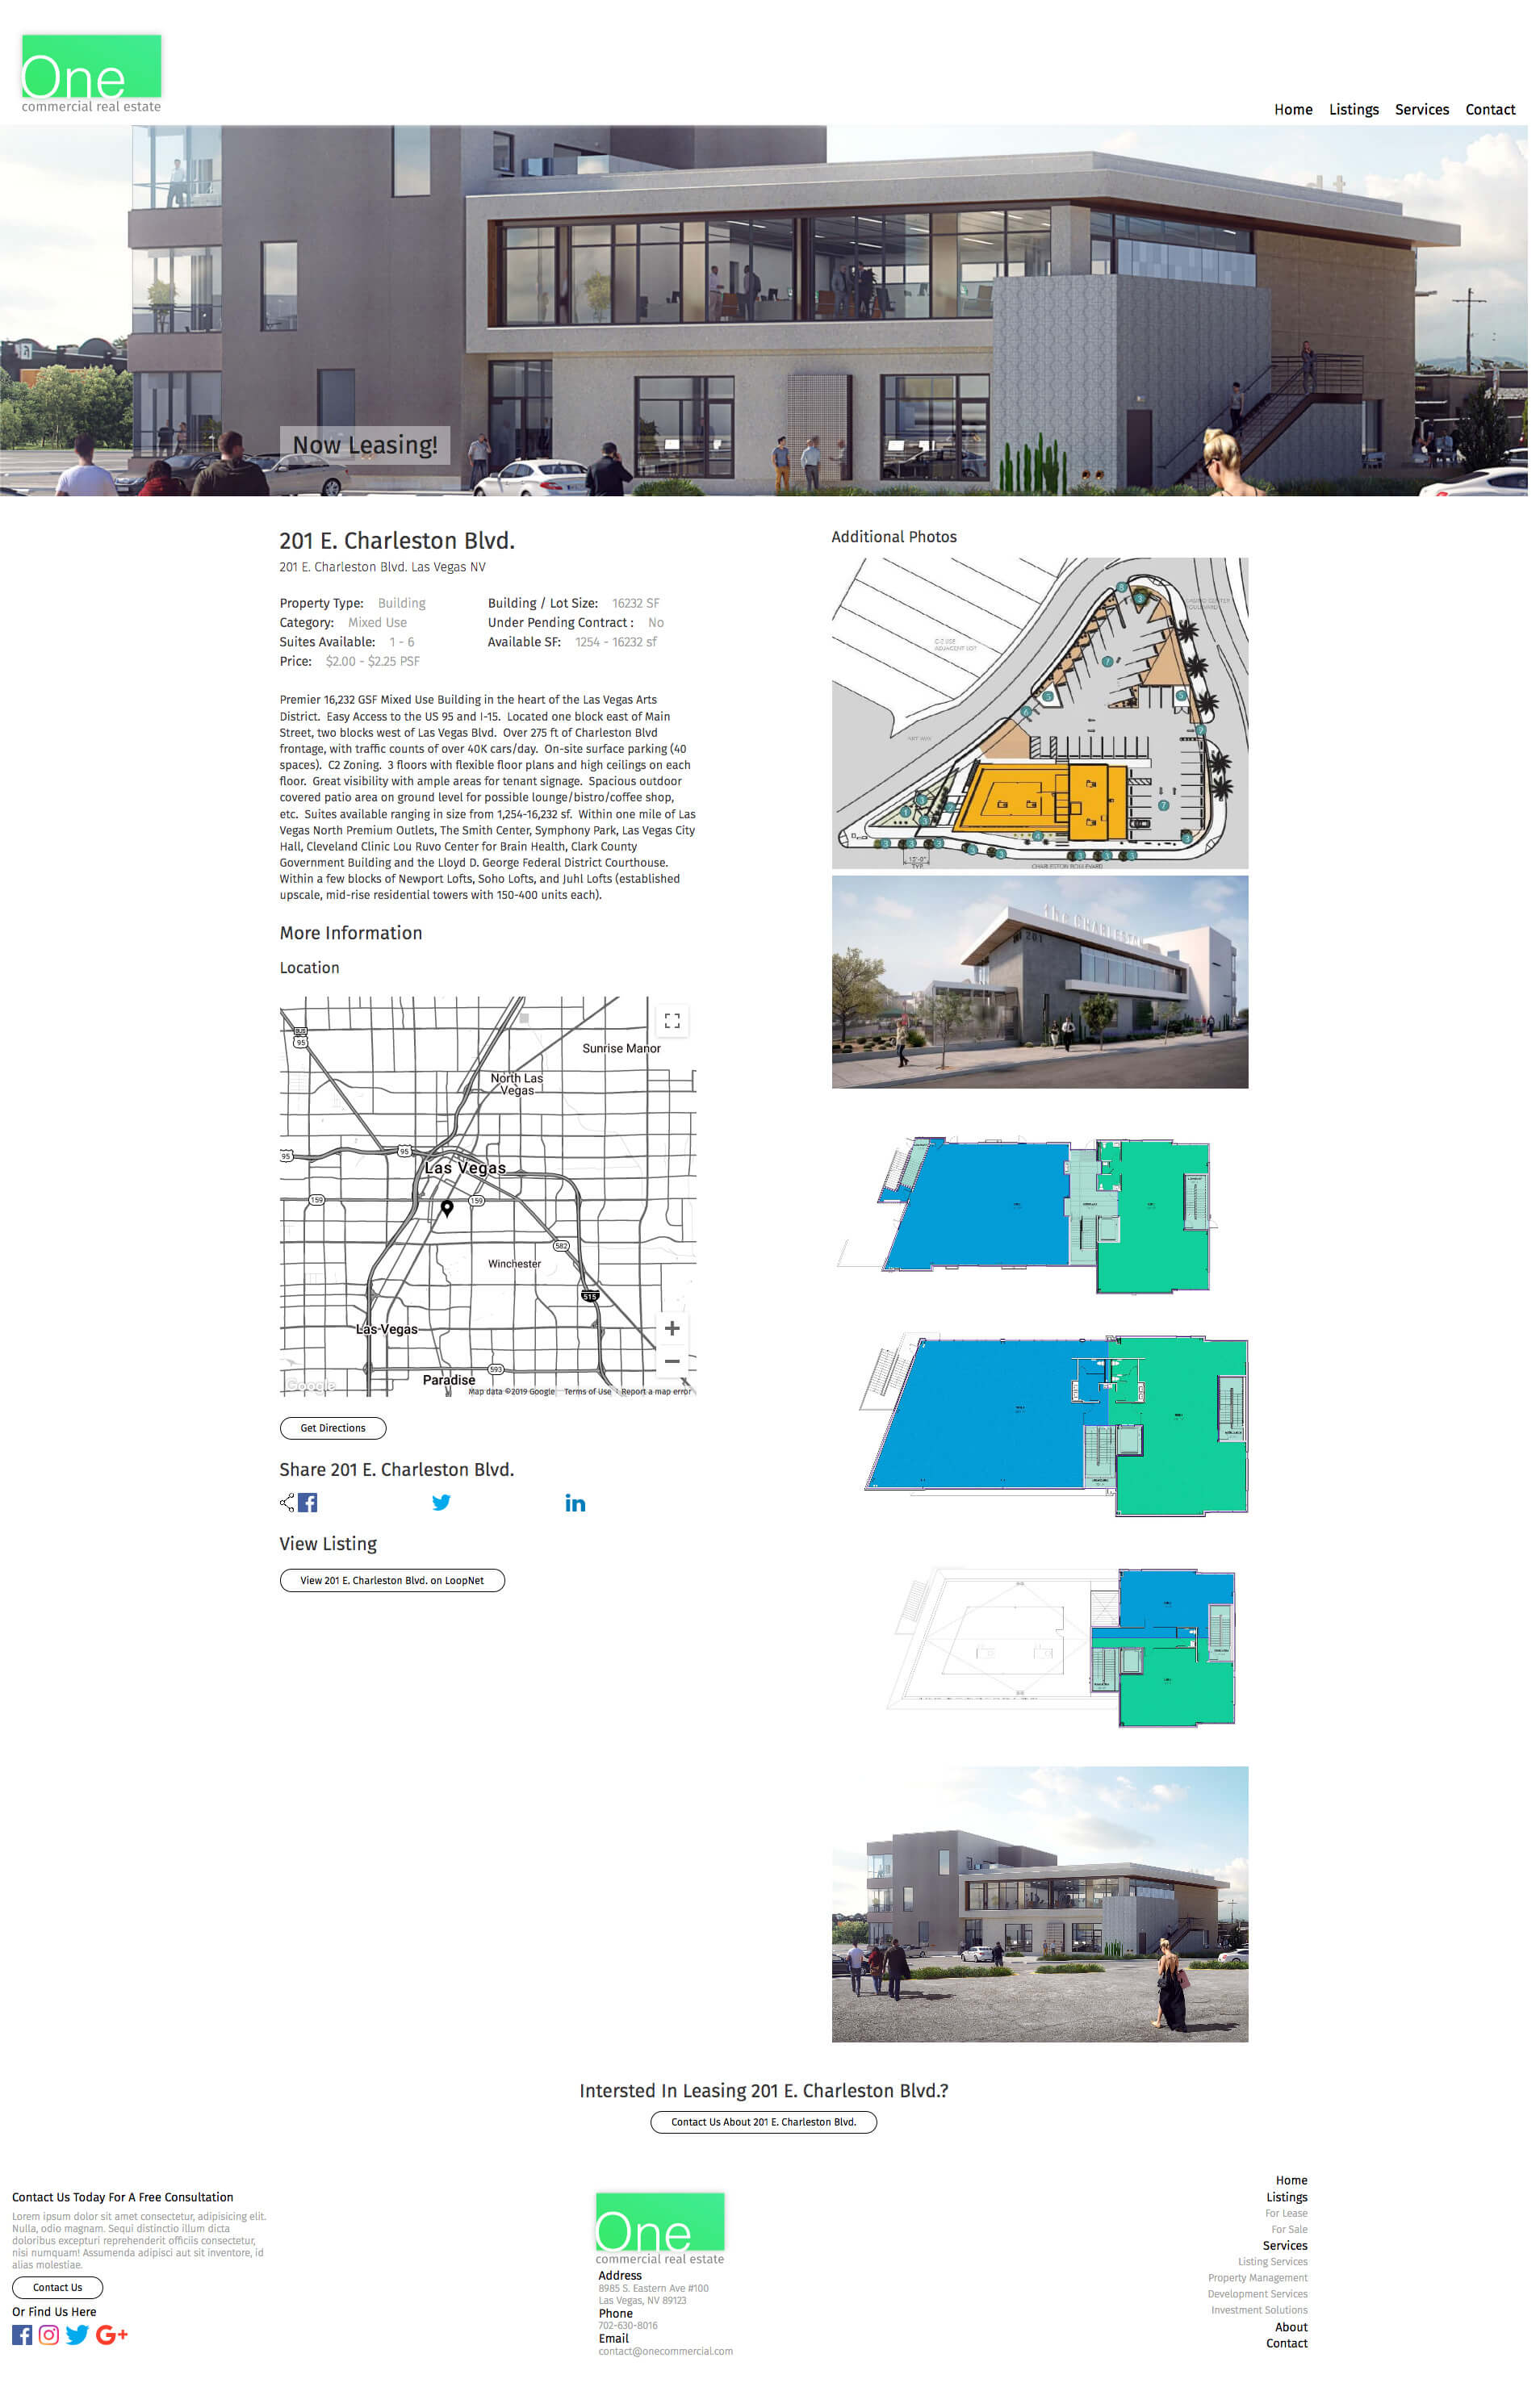 One
commercial real estate
Home Listings Services Contact
Now Leasing!
201 E. Charleston Blvd.
201 E. Charleston Blvd. Las Vegas NV
Property Type: Building
Category: Mixed Use
Suites Available: 1 - 6
Price: $2.00 - $2.25 PSF
Building / Lot Size: 16232 SF
Under Pending Contract : No
Available SF: 1254 - 16232 sf
Premier 16,232 GSF Mixed Use Building in the heart of the Las Vegas Arts
District. Easy Access to the US 95 and I-15. Located one block east of Main
Street, two blocks west of Las Vegas Blvd. Over 275 ft of Charleston Blvd
frontage, with traffic counts of over 40K cars/day. On-site surface parking (40
spaces). C2 Zoning. 3 floors with flexible floor plans and high ceilings on each
floor. Great visibility with ample areas for tenant signage. Spacious outdoor
covered patio area on ground level for possible lounge/bistro/coffee shop,
etc. Suites available ranging in size from 1,254-16,232 sf. Within one mile of Las
Vegas North Premium Outlets, The Smith Center, Symphony Park, Las Vegas City
Hall, Cleveland Clinic Lou Ruvo Center for Brain Health, Clark County
Government Building and the Lloyd D. George Federal District Courthouse.
Within a few blocks of Newport Lofts, Soho Lofts, and Juhl Lofts (established
upscale, mid-rise residential towers with 150-400 units each).
More Information
Location
BUS
95
Sunrise Manor
North Las
Vegas
95
95
Las Vegas
159
159
582
Winchester
515
Las Vegas
593
Paradise
Google
Map data ©2019 Google Terms of Use Report a map error
Get Directions
Share 201 E. Charleston Blvd.
View Listing
View 201 E. Charleston Blvd. on LoopNet
Additional Photos
ADJACENT LOT
ART WAY
CHARLESTON BOULEVARD
the CHARLESTON
201
Intersted In Leasing 201 E. Charleston Blvd.?
Contact Us About 201 E. Charleston Blvd.
Contact Us Today For A Free Consultation
Lorem ipsum dolor sit amet consectetur, adipisicing elit.
Nulla, odio magnam. Sequi distinctio illum dicta
doloribus excepturi reprehenderit officiis consectetur,
nisi numquam! Assumenda adipisci aut sit inventore, id
alias molestiae.
Contact Us
Or Find Us Here
One
commercial real estate
Address
8985 S. Eastern Ave #100
Las Vegas, NV 89123
Phone
702-630-8016
Email
contact@onecommercial.com
Home
Listings
For Lease
For Sale
Services
Listing Services
Property Management
Development Services
Investment Solutions
About
Contact